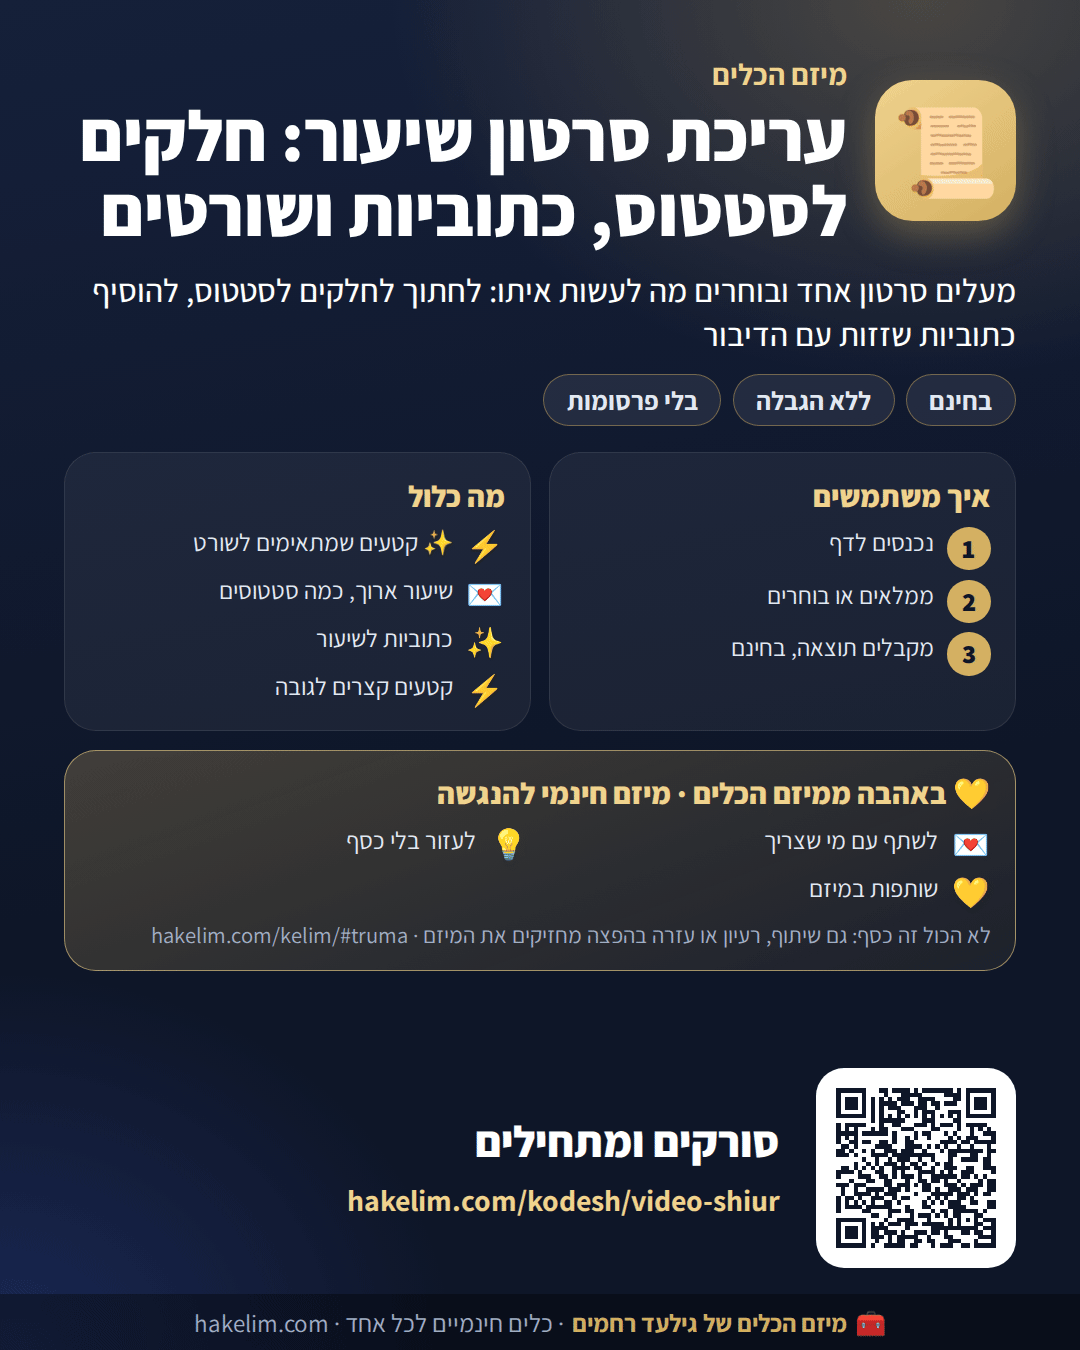 מיזם הכלים
עריכת סרטון שיעור: חלקים
לסטטוס, כתוביות ושורטים
מעלים סרטון אחד ובוחרים מה לעשות איתו: לחתוך לחלקים לסטטוס, להוסיף
כתוביות שזזות עם הדיבור
בחינם
ללא הגבלה
בלי פרסומות
איך משתמשים
1 נכנסים לדף
2 ממלאים או בוחרים
3 מקבלים תוצאה, בחינם
מה כלול
⚡ ✨ קטעים שמתאימים לשורט
💌 שיעור ארוך, כמה סטטוסים
✨ כתוביות לשיעור
⚡ קטעים קצרים לגובה
💛 באהבה ממיזם הכלים · מיזם חינמי להנגשה
💌 לשתף עם מי שצריך
💡 לעזור בלי כסף
💛 שותפות במיזם
לא הכול זה כסף: גם שיתוף, רעיון או עזרה בהפצה מחזיקים את המיזם · hakelim.com/kelim/#truma
סורקים ומתחילים
hakelim.com/kodesh/video-shiur
🧰 מיזם הכלים של גילעד רחמים · כלים חינמיים לכל אחד · hakelim.com